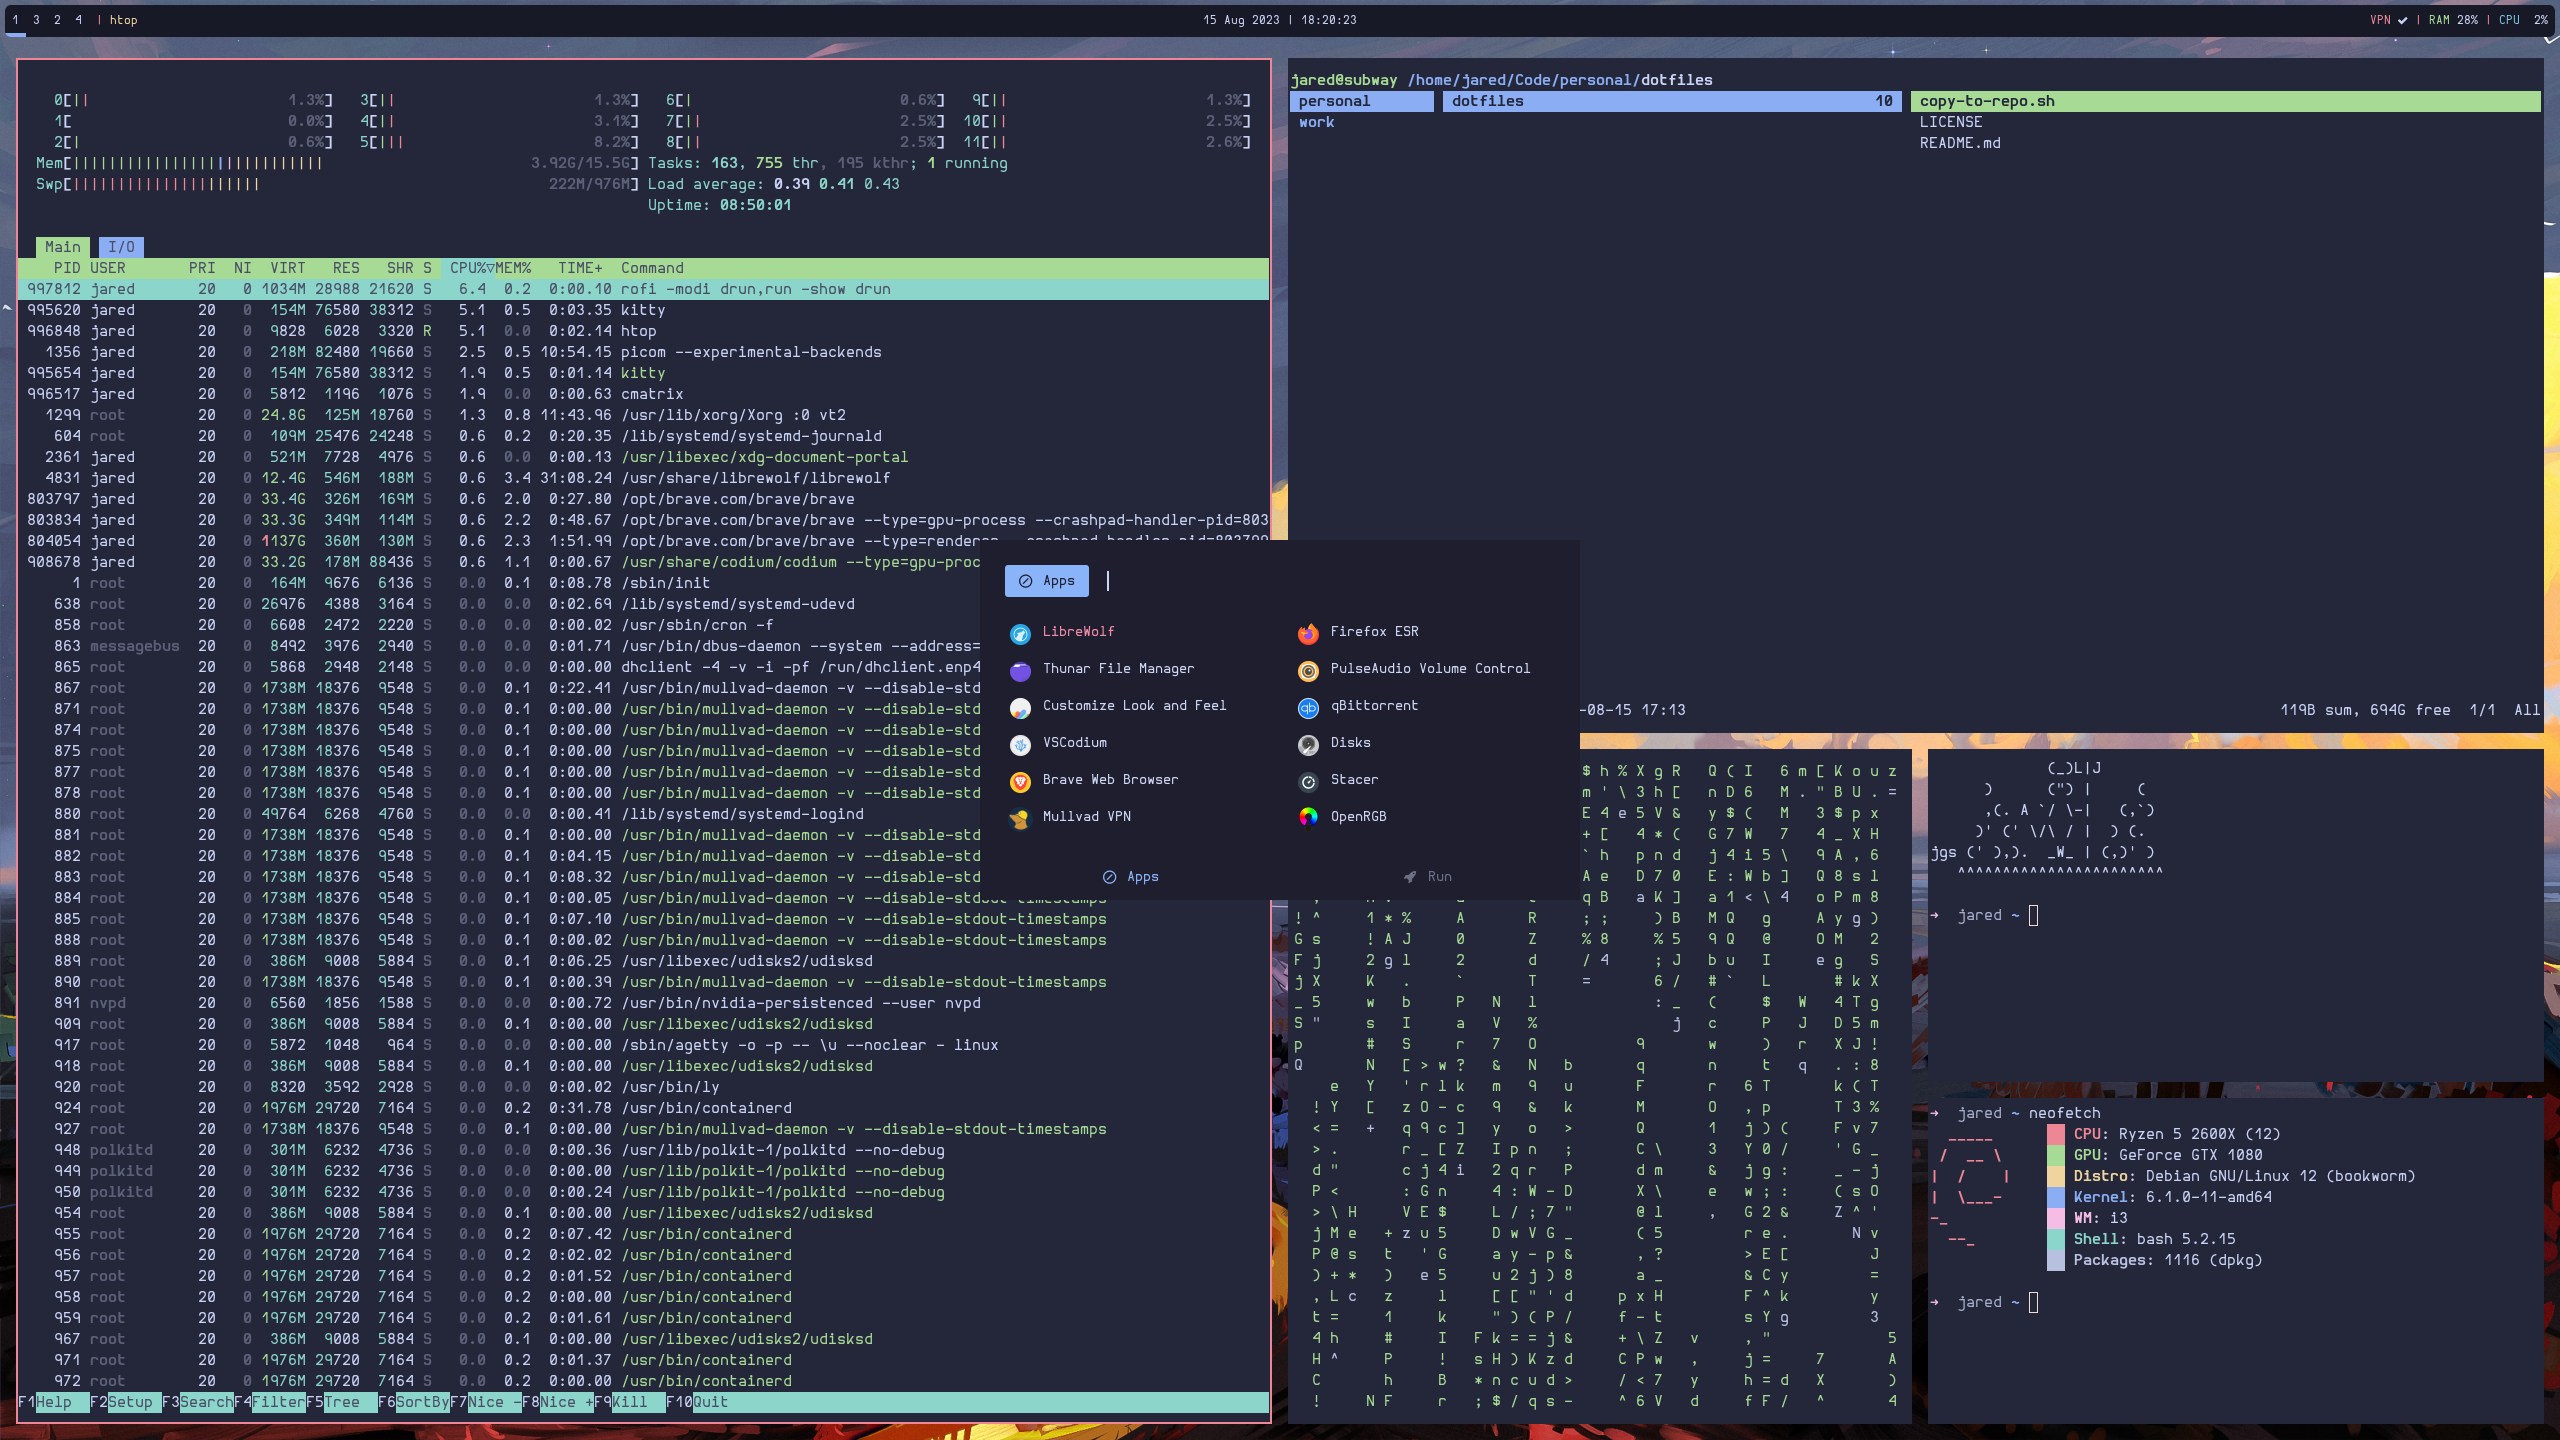 1 3 2 4 | htop
15 Aug 2023 | 18:20:23
VPN ✔ | RAM 28% | CPU 2%
0[|| 1.3%] 3[|| 1.3%] 6[| 0.6%] 9[|| 1.3%]
1[ 0.0%] 4[|| 3.1%] 7[|| 2.5%] 10[|| 2.5%]
2[| 0.6%] 5[||| 8.2%] 8[|| 2.5%] 11[|| 2.6%]
Mem[|||||||||||||||||||||||||||| 3.92G/15.5G] Tasks: 163, 755 thr, 195 kthr; 1 running
Swp[||||||||||||||||||||| 222M/976M] Load average: 0.39 0.41 0.43
Uptime: 08:50:01
Main I/O
PID USER PRI NI VIRT RES SHR S CPU%▽MEM% TIME+ Command
997812 jared 20 0 1034M 28988 21620 S 6.4 0.2 0:00.10 rofi -modi drun,run -show drun
995620 jared 20 0 154M 76580 38312 S 5.1 0.5 0:03.35 kitty
996848 jared 20 0 9828 6028 3320 R 5.1 0.0 0:02.14 htop
1356 jared 20 0 218M 82480 19660 S 2.5 0.5 10:54.15 picom --experimental-backends
995654 jared 20 0 154M 76580 38312 S 1.9 0.5 0:01.14 kitty
996517 jared 20 0 5812 1196 1076 S 1.9 0.0 0:00.63 cmatrix
1299 root 20 0 24.8G 125M 18760 S 1.3 0.8 11:43.96 /usr/lib/xorg/Xorg :0 vt2
604 root 20 0 109M 25476 24248 S 0.6 0.2 0:20.35 /lib/systemd/systemd-journald
2361 jared 20 0 521M 7728 4976 S 0.6 0.0 0:00.13 /usr/libexec/xdg-document-portal
4831 jared 20 0 12.4G 546M 188M S 0.6 3.4 31:08.24 /usr/share/librewolf/librewolf
803797 jared 20 0 33.4G 326M 169M S 0.6 2.0 0:27.80 /opt/brave.com/brave/brave
803834 jared 20 0 33.3G 349M 114M S 0.6 2.2 0:48.67 /opt/brave.com/brave/brave --type=gpu-process --crashpad-handler-pid=803
804054 jared 20 0 1137G 360M 130M S 0.6 2.3 1:51.99 /opt/brave.com/brave/brave --type=renderer --crashpad-handler-pid=803799
908678 jared 20 0 33.2G 178M 88436 S 0.6 1.1 0:00.67 /usr/share/codium/codium --type=gpu-proc
1 root 20 0 164M 9676 6136 S 0.0 0.1 0:08.78 /sbin/init
638 root 20 0 26976 4388 3164 S 0.0 0.0 0:02.69 /lib/systemd/systemd-udevd
858 root 20 0 6608 2472 2220 S 0.0 0.0 0:00.02 /usr/sbin/cron -f
863 messagebus 20 0 8492 3976 2940 S 0.0 0.0 0:01.71 /usr/bin/dbus-daemon --system --address=
865 root 20 0 5868 2948 2148 S 0.0 0.0 0:00.00 dhclient -4 -v -i -pf /run/dhclient.enp4
867 root 20 0 1738M 18376 9548 S 0.0 0.1 0:22.41 /usr/bin/mullvad-daemon -v --disable-std
871 root 20 0 1738M 18376 9548 S 0.0 0.1 0:00.00 /usr/bin/mullvad-daemon -v --disable-std
874 root 20 0 1738M 18376 9548 S 0.0 0.1 0:00.00 /usr/bin/mullvad-daemon -v --disable-std
875 root 20 0 1738M 18376 9548 S 0.0 0.1 0:00.00 /usr/bin/mullvad-daemon -v --disable-std
877 root 20 0 1738M 18376 9548 S 0.0 0.1 0:00.00 /usr/bin/mullvad-daemon -v --disable-std
878 root 20 0 1738M 18376 9548 S 0.0 0.1 0:00.00 /usr/bin/mullvad-daemon -v --disable-std
880 root 20 0 49764 6268 4760 S 0.0 0.0 0:00.41 /lib/systemd/systemd-logind
881 root 20 0 1738M 18376 9548 S 0.0 0.1 0:00.00 /usr/bin/mullvad-daemon -v --disable-std
882 root 20 0 1738M 18376 9548 S 0.0 0.1 0:04.15 /usr/bin/mullvad-daemon -v --disable-std
883 root 20 0 1738M 18376 9548 S 0.0 0.1 0:08.32 /usr/bin/mullvad-daemon -v --disable-std
884 root 20 0 1738M 18376 9548 S 0.0 0.1 0:00.05 /usr/bin/mullvad-daemon -v --disable-stdout-timestamps
885 root 20 0 1738M 18376 9548 S 0.0 0.1 0:07.10 /usr/bin/mullvad-daemon -v --disable-stdout-timestamps
888 root 20 0 1738M 18376 9548 S 0.0 0.1 0:00.02 /usr/bin/mullvad-daemon -v --disable-stdout-timestamps
889 root 20 0 386M 9008 5884 S 0.0 0.1 0:06.25 /usr/libexec/udisks2/udisksd
890 root 20 0 1738M 18376 9548 S 0.0 0.1 0:00.39 /usr/bin/mullvad-daemon -v --disable-stdout-timestamps
891 nvpd 20 0 6560 1856 1588 S 0.0 0.0 0:00.72 /usr/bin/nvidia-persistenced --user nvpd
909 root 20 0 386M 9008 5884 S 0.0 0.1 0:00.00 /usr/libexec/udisks2/udisksd
917 root 20 0 5872 1048 964 S 0.0 0.0 0:00.00 /sbin/agetty -o -p -- \u --noclear - linux
918 root 20 0 386M 9008 5884 S 0.0 0.1 0:00.00 /usr/libexec/udisks2/udisksd
920 root 20 0 8320 3592 2928 S 0.0 0.0 0:00.02 /usr/bin/ly
924 root 20 0 1976M 29720 7164 S 0.0 0.2 0:31.78 /usr/bin/containerd
927 root 20 0 1738M 18376 9548 S 0.0 0.1 0:00.00 /usr/bin/mullvad-daemon -v --disable-stdout-timestamps
948 polkitd 20 0 301M 6232 4736 S 0.0 0.0 0:00.36 /usr/lib/polkit-1/polkitd --no-debug
949 polkitd 20 0 301M 6232 4736 S 0.0 0.0 0:00.00 /usr/lib/polkit-1/polkitd --no-debug
950 polkitd 20 0 301M 6232 4736 S 0.0 0.0 0:00.24 /usr/lib/polkit-1/polkitd --no-debug
954 root 20 0 386M 9008 5884 S 0.0 0.1 0:00.00 /usr/libexec/udisks2/udisksd
955 root 20 0 1976M 29720 7164 S 0.0 0.2 0:07.42 /usr/bin/containerd
956 root 20 0 1976M 29720 7164 S 0.0 0.2 0:02.02 /usr/bin/containerd
957 root 20 0 1976M 29720 7164 S 0.0 0.2 0:01.52 /usr/bin/containerd
958 root 20 0 1976M 29720 7164 S 0.0 0.2 0:00.00 /usr/bin/containerd
959 root 20 0 1976M 29720 7164 S 0.0 0.2 0:01.61 /usr/bin/containerd
967 root 20 0 386M 9008 5884 S 0.0 0.1 0:00.00 /usr/libexec/udisks2/udisksd
971 root 20 0 1976M 29720 7164 S 0.0 0.2 0:01.37 /usr/bin/containerd
972 root 20 0 1976M 29720 7164 S 0.0 0.2 0:00.00 /usr/bin/containerd
F1Help F2Setup F3SearchF4FilterF5Tree F6SortByF7Nice -F8Nice +F9Kill F10Quit
jared@subway /home/jared/Code/personal/dotfiles
personal dotfiles 10 copy-to-repo.sh
work LICENSE
README.md
-08-15 17:13 119B sum, 694G free 1/1 All
Apps
LibreWolf Firefox ESR
Thunar File Manager PulseAudio Volume Control
Customize Look and Feel qBittorrent
VSCodium Disks
Brave Web Browser Stacer
Mullvad VPN OpenRGB
Apps Run
(_)L|J
) (") | (
,(. A `/ \-| (,`)
)' (' \/\ / | ) (.
jgs (' ),). _W_ | (,)' )
^^^^^^^^^^^^^^^^^^^^^^^
➜ jared ~
➜ jared ~ neofetch
CPU: Ryzen 5 2600X (12)
GPU: GeForce GTX 1080
Distro: Debian GNU/Linux 12 (bookworm)
Kernel: 6.1.0-11-amd64
WM: i3
Shell: bash 5.2.15
Packages: 1116 (dpkg)
➜ jared ~